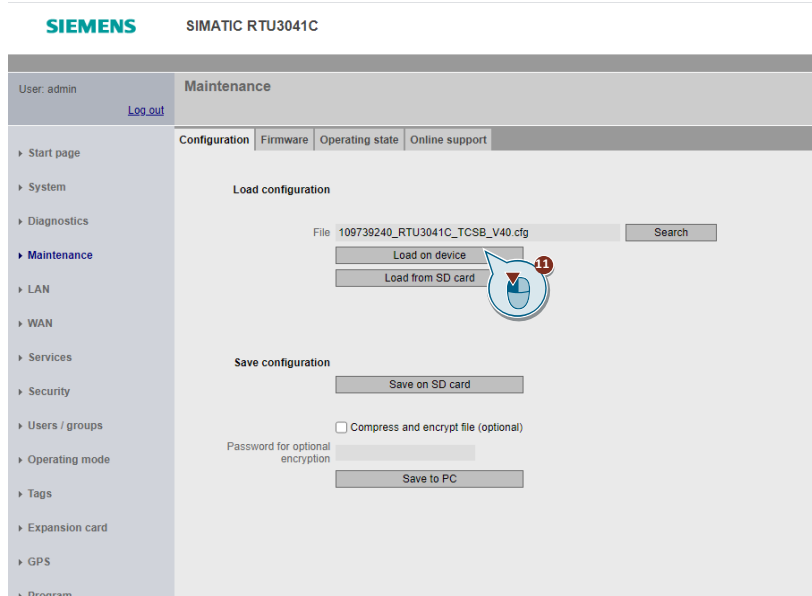 SIEMENS SIMATIC RTU3041C
User: admin
Log out
Maintenance
Configuration Firmware Operating state Online support
Start page
System
Diagnostics
Maintenance
LAN
WAN
Services
Security
Users / groups
Operating mode
Tags
Expansion card
GPS
Program
Load configuration
File 109739240_RTU3041C_TCSB_V40.cfg Search
Load on device
11
Load from SD card
Save configuration
Save on SD card
Compress and encrypt file (optional)
Password for optional
encryption
Save to PC